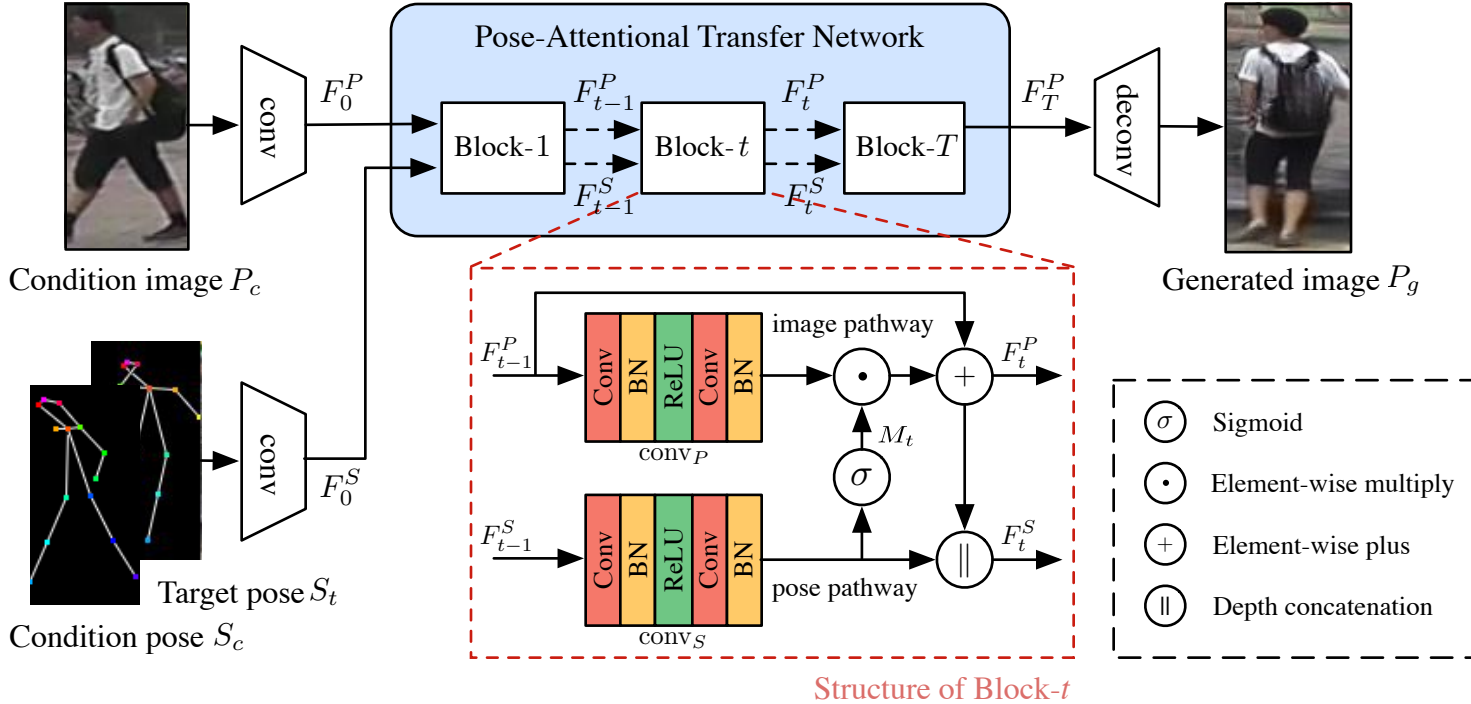 Pose-Attentional Transfer Network
conv
F_0^P
Block-1
F_{t-1}^P
F_{t-1}^S
Block-t
F_t^P
F_t^S
Block-T
F_T^P
deconv
Condition image P_c
Generated image P_g
conv
F_0^S
Target pose S_t
Condition pose S_c
F_{t-1}^P
Conv
BN
ReLU
Conv
BN
conv_P
image pathway
·
+
F_t^P
M_t
σ
F_{t-1}^S
Conv
BN
ReLU
Conv
BN
conv_S
pose pathway
||
F_t^S
Structure of Block-t
σ Sigmoid
· Element-wise multiply
+ Element-wise plus
|| Depth concatenation